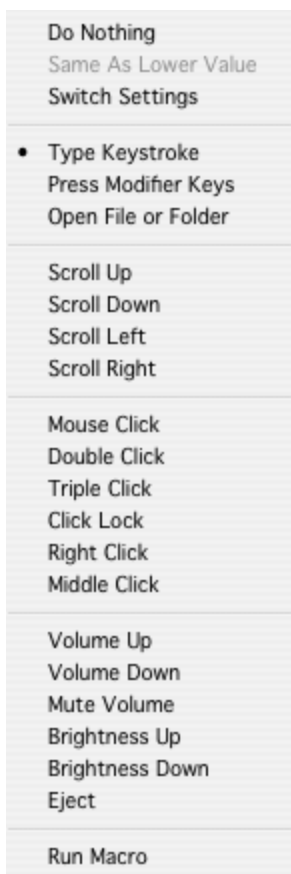 Do Nothing
Same As Lower Value
Switch Settings
• Type Keystroke
Press Modifier Keys
Open File or Folder
Scroll Up
Scroll Down
Scroll Left
Scroll Right
Mouse Click
Double Click
Triple Click
Click Lock
Right Click
Middle Click
Volume Up
Volume Down
Mute Volume
Brightness Up
Brightness Down
Eject
Run Macro